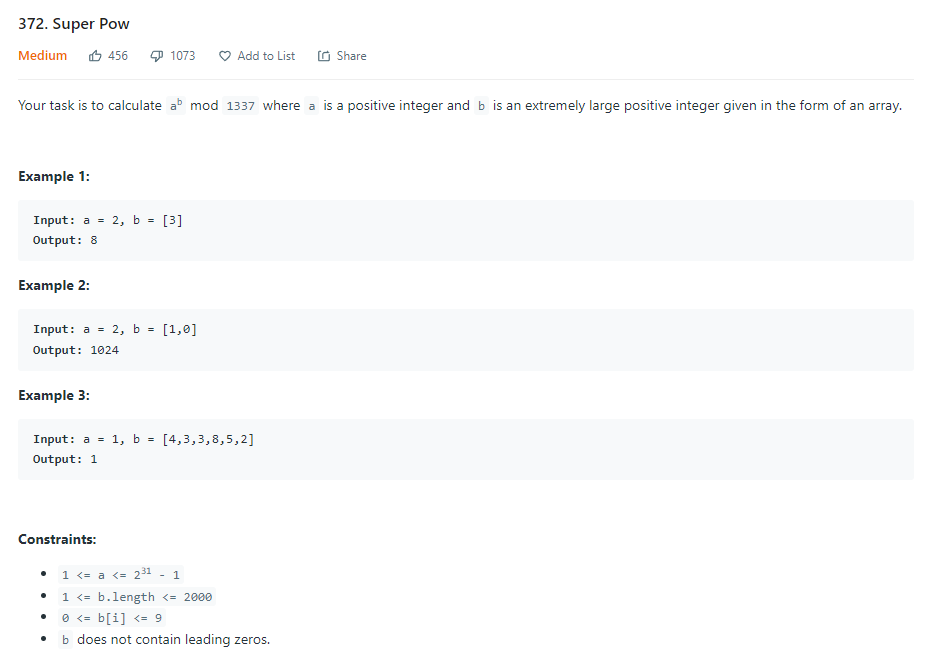 372. Super Pow
Medium 456 1073 Add to List Share
Your task is to calculate aᵇ mod 1337 where a is a positive integer and b is an extremely large positive integer given in the form of an array.
Example 1:
Input: a = 2, b = [3]
Output: 8
Example 2:
Input: a = 2, b = [1,0]
Output: 1024
Example 3:
Input: a = 1, b = [4,3,3,8,5,2]
Output: 1
Constraints:
• 1 <= a <= 2³¹ - 1
• 1 <= b.length <= 2000
• 0 <= b[i] <= 9
• b does not contain leading zeros.